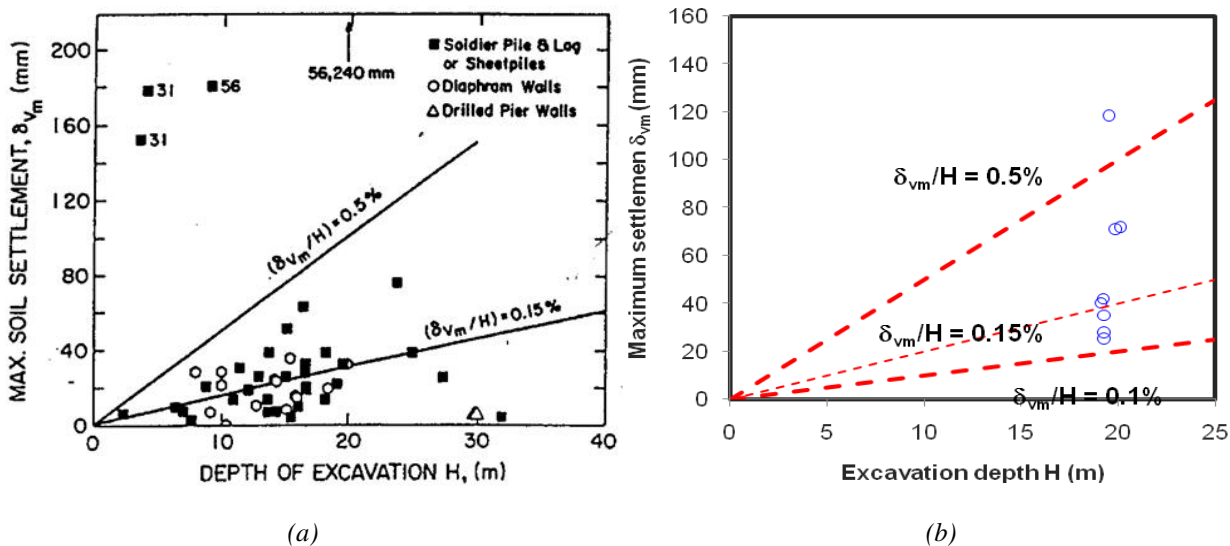 200
160
120
80
40
0
MAX. SOIL SETTLEMENT, δVm (mm)
56,240 mm
31
56
31
Soldier Pile & Lag
or Sheetpiles
Diaphram Walls
Drilled Pier Walls
(δVm/H) = 0.5%
(δVm/H) = 0.15%
0 10 20 30 40
DEPTH OF EXCAVATION H, (m)
(a)
160
140
120
100
80
60
40
20
0
Maximum settlemen δvm (mm)
δvm/H = 0.5%
δvm/H = 0.15%
δvm/H = 0.1%
0 5 10 15 20 25
Excavation depth H (m)
(b)